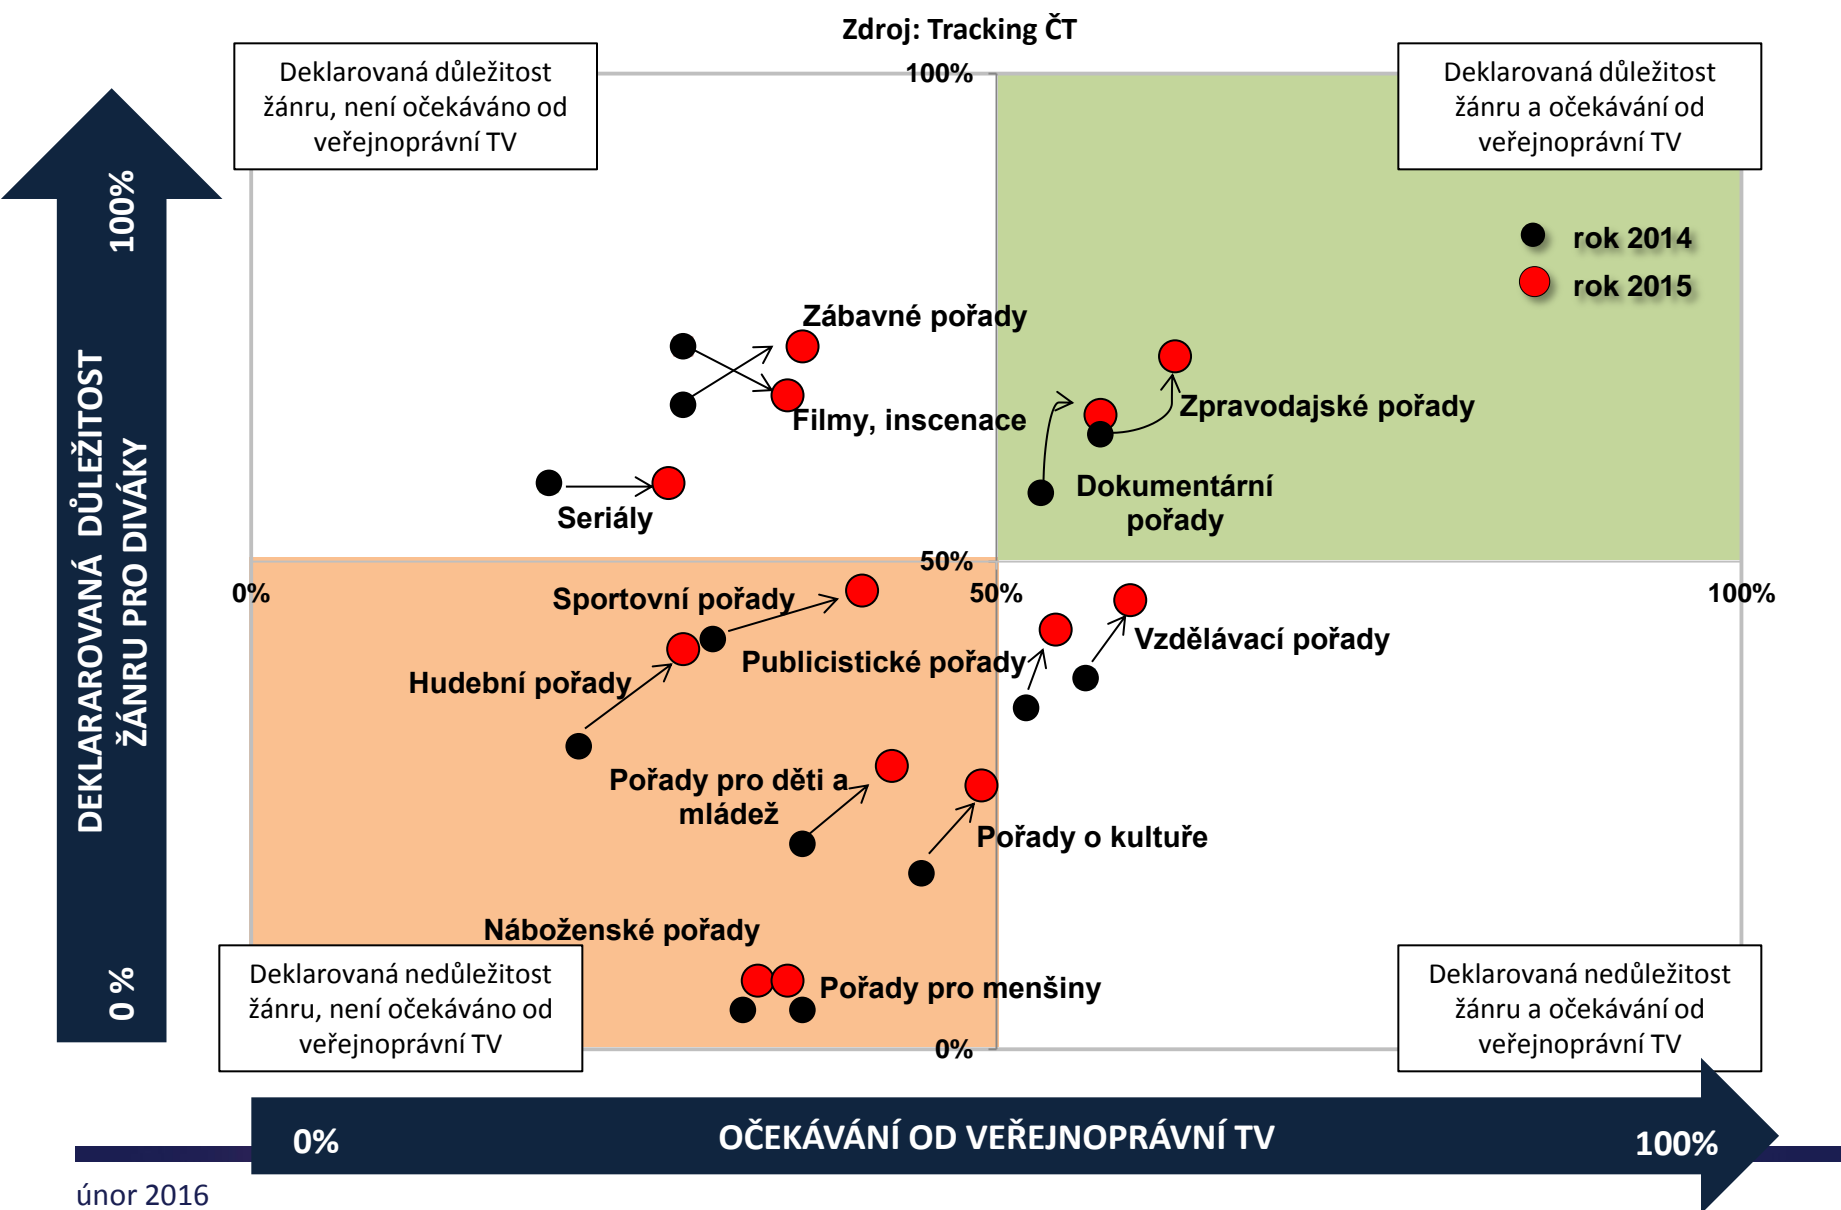 Zdroj: Tracking ČT
Deklarovaná důležitost
žánru, není očekáváno od
veřejnoprávní TV
Deklarovaná důležitost
žánru a očekávání od
veřejnoprávní TV
100%
100%
rok 2014
rok 2015
Zábavné pořady
Filmy, inscenace
Zpravodajské pořady
Dokumentární
pořady
Seriály
DEKLARAROVANÁ DŮLEŽITOST
ŽÁNRU PRO DIVÁKY
50%
0%
50%
100%
Sportovní pořady
Vzdělávací pořady
Publicistické pořady
Hudební pořady
Pořady pro děti a
mládež
Pořady o kultuře
Náboženské pořady
Pořady pro menšiny
0 %
Deklarovaná nedůležitost
žánru, není očekáváno od
veřejnoprávní TV
0%
Deklarovaná nedůležitost
žánru a očekávání od
veřejnoprávní TV
0%
OČEKÁVÁNÍ OD VEŘEJNOPRÁVNÍ TV
100%
únor 2016